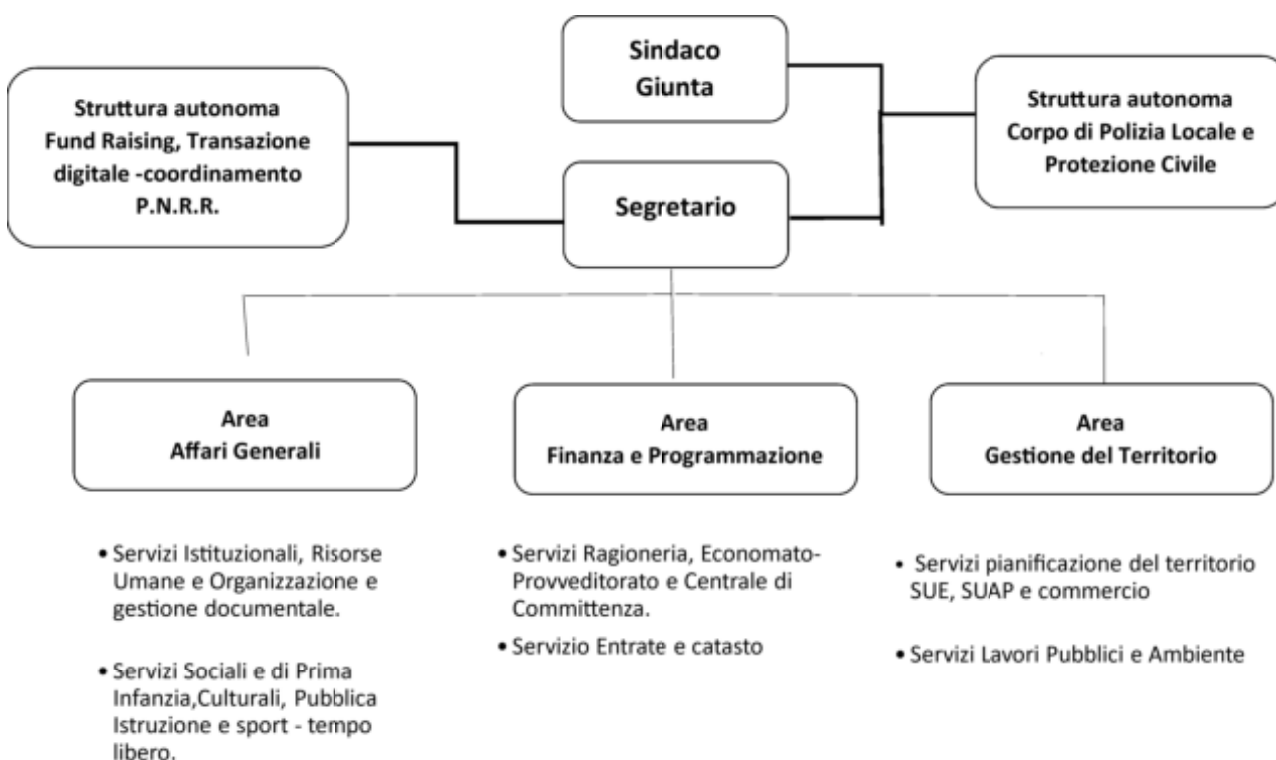 Sindaco
Giunta
Struttura autonoma
Fund Raising, Transazione
digitale -coordinamento
P.N.R.R.
Struttura autonoma
Corpo di Polizia Locale e
Protezione Civile
Segretario
Area
Affari Generali
Area
Finanza e Programmazione
Area
Gestione del Territorio
• Servizi Istituzionali, Risorse
Umane e Organizzazione e
gestione documentale.
• Servizi Sociali e di Prima
Infanzia,Culturali, Pubblica
Istruzione e sport - tempo
libero.
• Servizi Ragioneria, Economato-
Provveditorato e Centrale di
Committenza.
• Servizio Entrate e catasto
• Servizi pianificazione del territorio
SUE, SUAP e commercio
• Servizi Lavori Pubblici e Ambiente